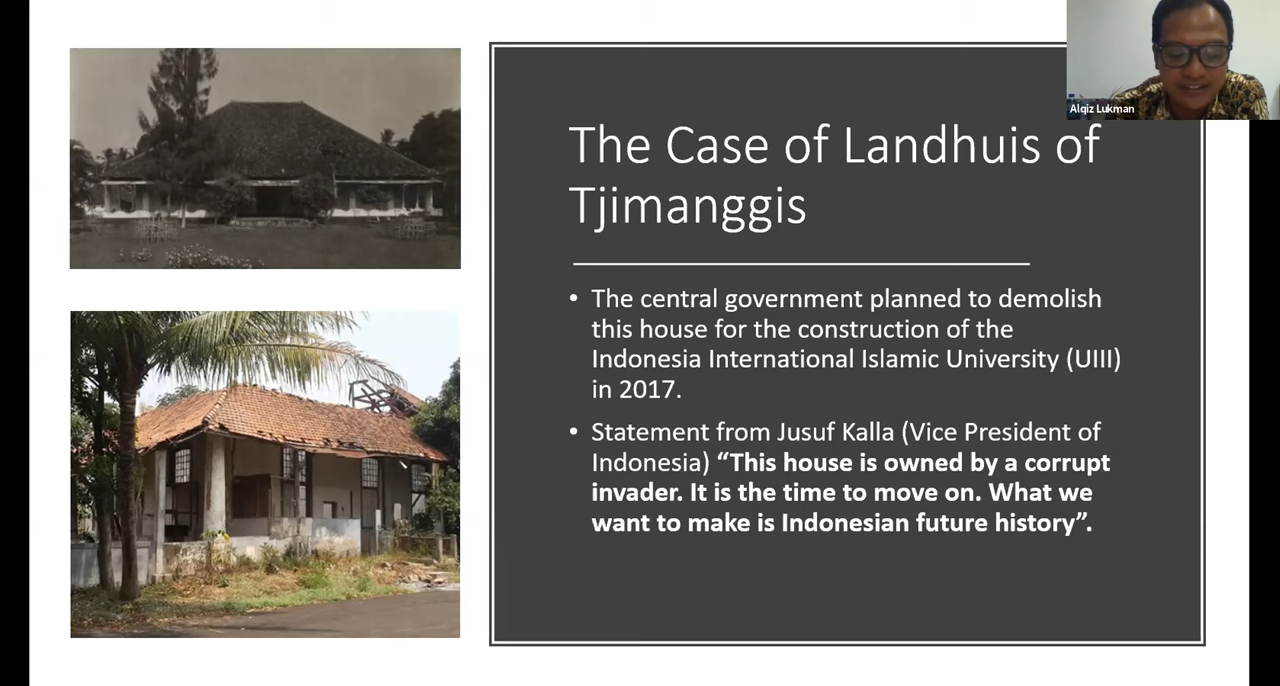 Alqiz Lukman
The Case of Landhuis of
Tjimanggis
• The central government planned to demolish
this house for the construction of the
Indonesia International Islamic University (UIII)
in 2017.
• Statement from Jusuf Kalla (Vice President of
Indonesia) “This house is owned by a corrupt
invader. It is the time to move on. What we
want to make is Indonesian future history”.